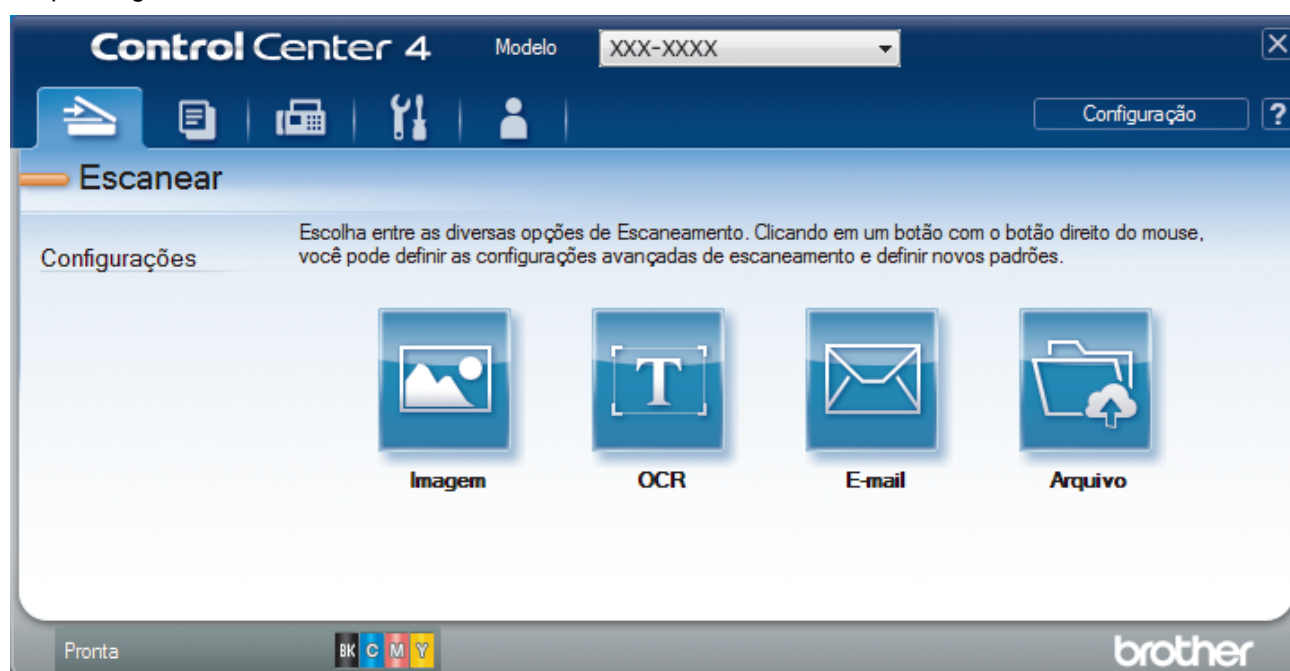 Control Center 4 Modelo XXX-XXXX
Configuração ?
Escanear
Configurações
Escolha entre as diversas opções de Escaneamento. Clicando em um botão com o botão direito do mouse,
você pode definir as configurações avançadas de escaneamento e definir novos padrões.
T
Imagem OCR E-mail Arquivo
Pronta BK C M Y brother